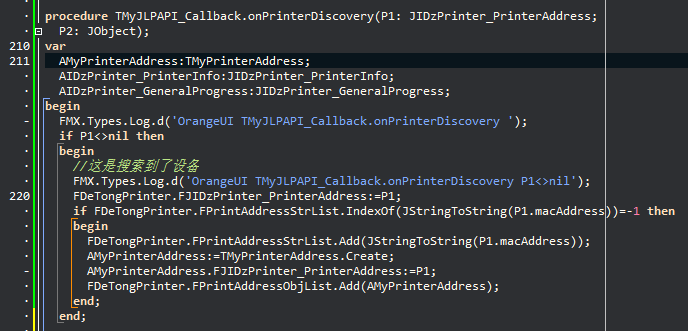 procedure TMyJLPAPI_Callback.onPrinterDiscovery(P1: JIDzPrinter_PrinterAddress;
P2: JObject);
210 var
211 AMyPrinterAddress:TMyPrinterAddress;
AIDzPrinter_PrinterInfo:JIDzPrinter_PrinterInfo;
AIDzPrinter_GeneralProgress:JIDzPrinter_GeneralProgress;
begin
FMX.Types.Log.d('OrangeUI TMyJLPAPI_Callback.onPrinterDiscovery ');
if P1<>nil then
begin
//这是搜索到了设备
FMX.Types.Log.d('OrangeUI TMyJLPAPI_Callback.onPrinterDiscovery P1<>nil');
220 FDeTongPrinter.FJIDzPrinter_PrinterAddress:=P1;
if FDeTongPrinter.FPrintAddressStrList.IndexOf(JStringToString(P1.macAddress))=-1 then
begin
FDeTongPrinter.FPrintAddressStrList.Add(JStringToString(P1.macAddress));
AMyPrinterAddress:=TMyPrinterAddress.Create;
AMyPrinterAddress.FJIDzPrinter_PrinterAddress:=P1;
FDeTongPrinter.FPrintAddressObjList.Add(AMyPrinterAddress);
end;
end;